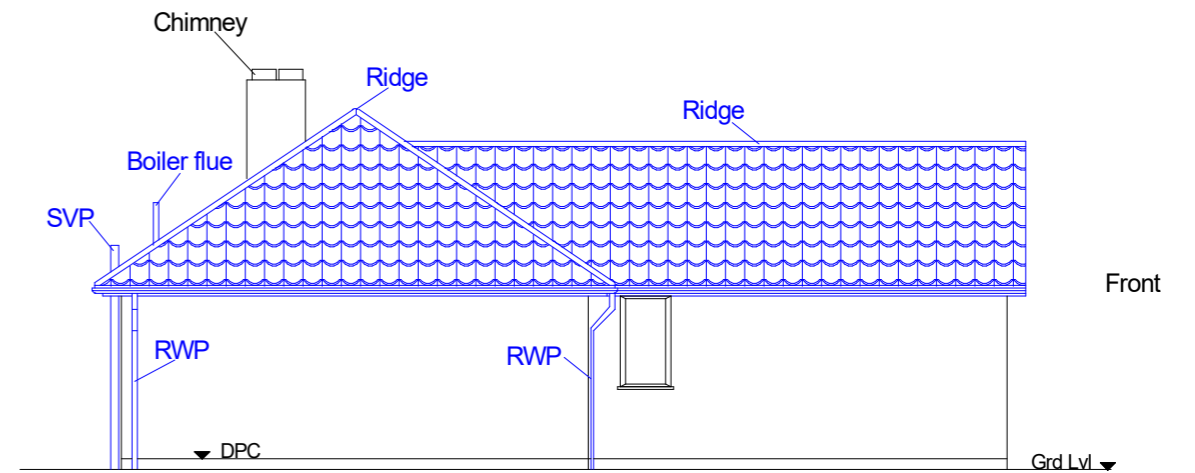 Chimney
Ridge
Ridge
Boiler flue
SVP
Front
RWP
RWP
DPC
Grd Lvl